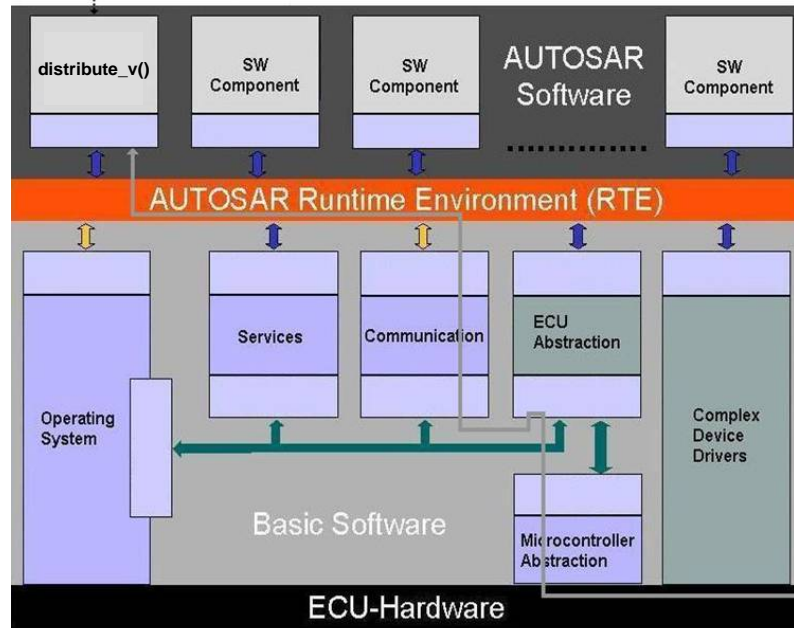 distribute_v()
SW
Component
SW
Component
AUTOSAR
Software
SW
Component
AUTOSAR Runtime Environment (RTE)
Services
Communication
ECU
Abstraction
Operating
System
Complex
Device
Drivers
Basic Software
Microcontroller
Abstraction
ECU-Hardware